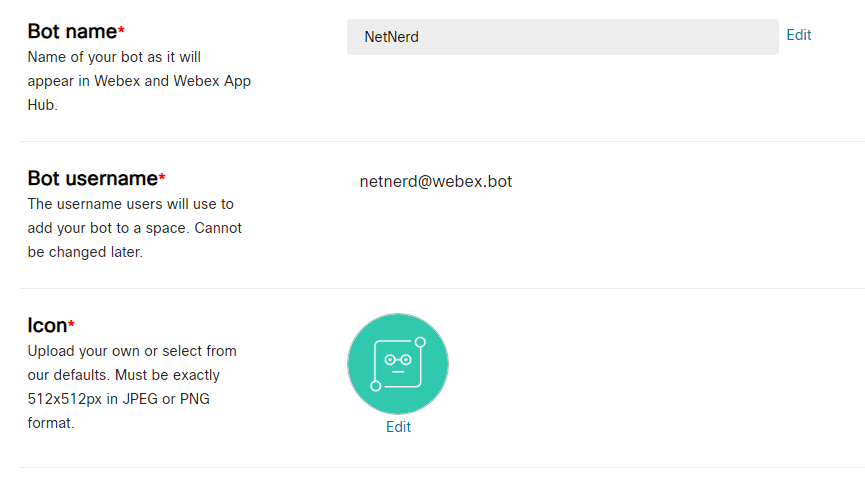 Bot name*
Name of your bot as it will
appear in Webex and Webex App
Hub.
NetNerd
Edit
Bot username*
The username users will use to
add your bot to a space. Cannot
be changed later.
netnerd@webex.bot
Icon*
Upload your own or select from
our defaults. Must be exactly
512x512px in JPEG or PNG
format.
Edit